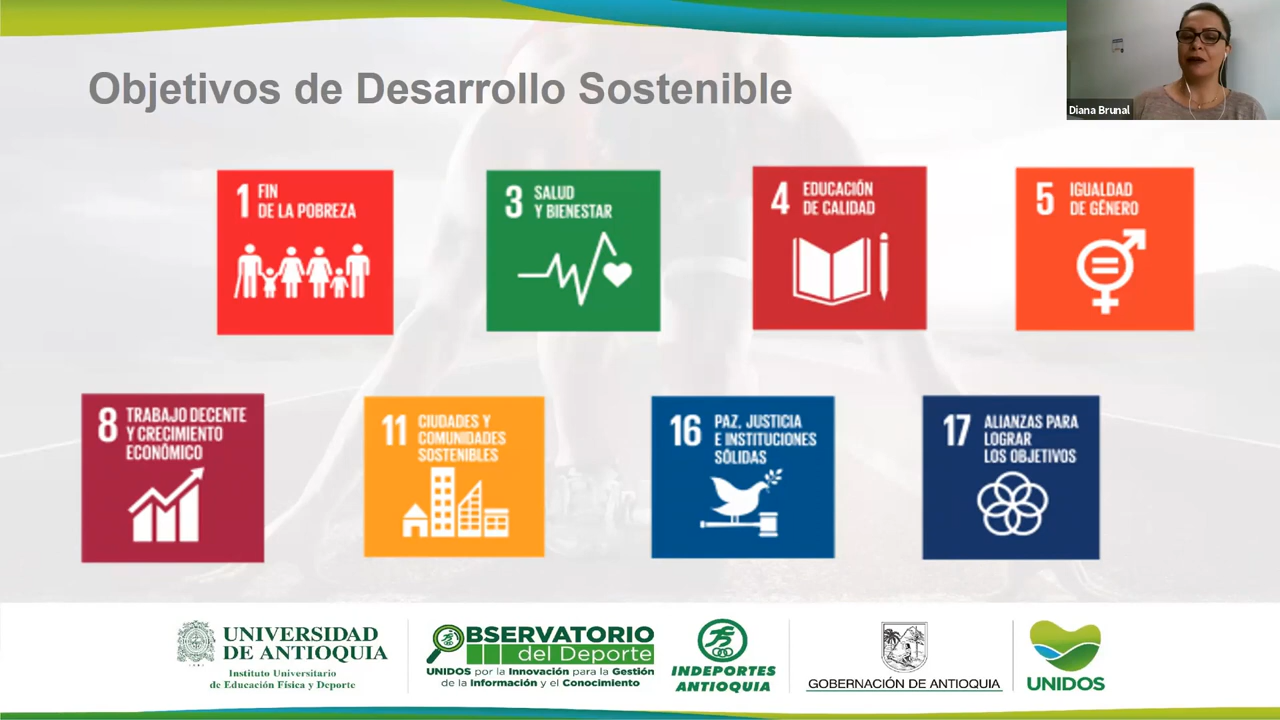 Objetivos de Desarrollo Sostenible
Diana Brunal
1 FIN
DE LA POBREZA
3 SALUD
Y BIENESTAR
4 EDUCACIÓN
DE CALIDAD
5 IGUALDAD
DE GÉNERO
8 TRABAJO DECENTE
Y CRECIMIENTO
ECONÓMICO
11 CIUDADES Y
COMUNIDADES
SOSTENIBLES
16 PAZ, JUSTICIA
E INSTITUCIONES
SÓLIDAS
17 ALIANZAS PARA
LOGRAR
LOS OBJETIVOS
UNIVERSIDAD
DE ANTIOQUIA
Instituto Universitario
de Educación Física y Deporte
OBSERVATORIO
del Deporte
UNIDOS por la Innovación para la Gestión
de la Información y el Conocimiento
INDEPORTES
ANTIOQUIA
GOBERNACIÓN DE ANTIOQUIA
UNIDOS